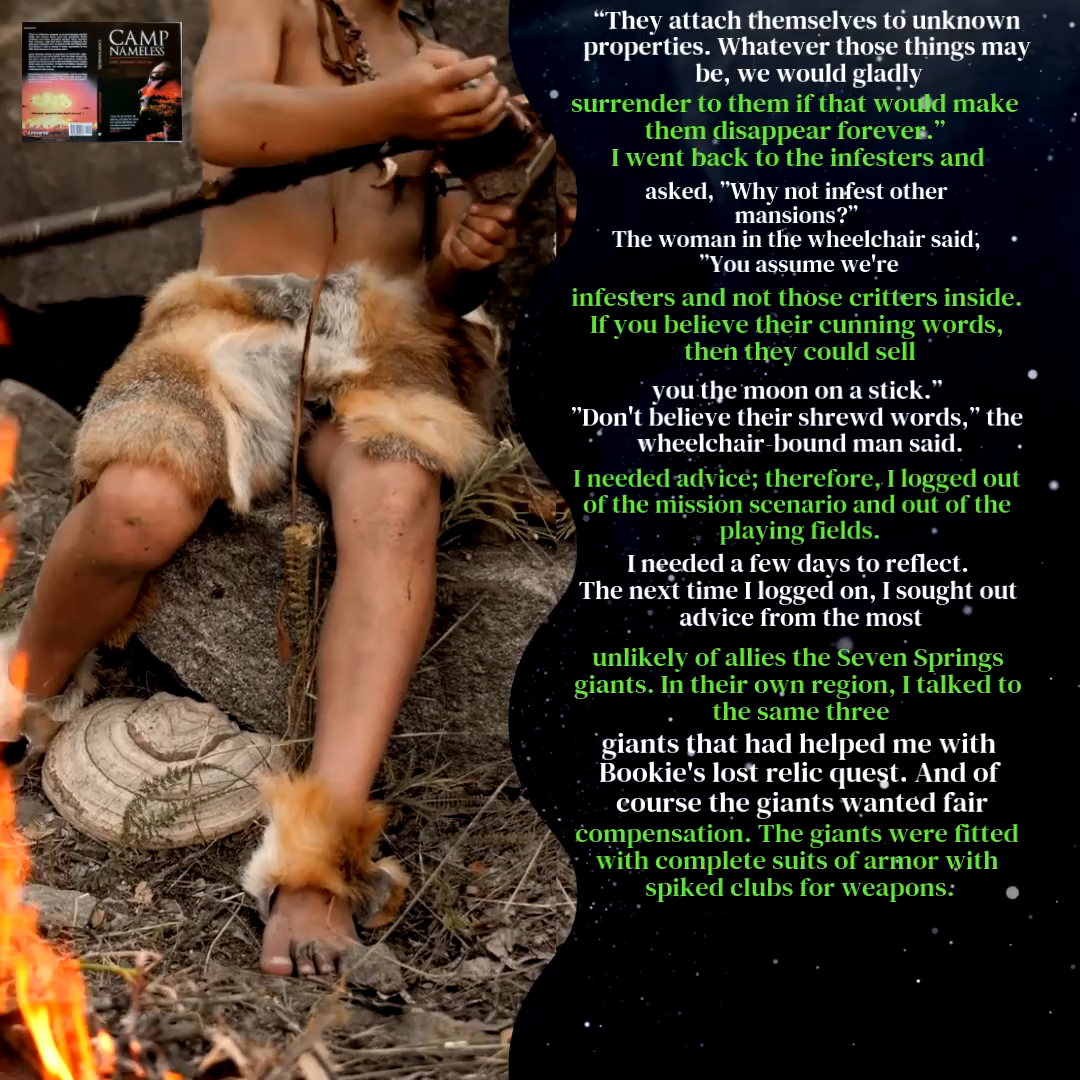 CAMP
NAMELESS
“They attach themselves to unknown
properties. Whatever those things may
be, we would gladly
surrender to them if that would make
them disappear forever.”
I went back to the infesters and
asked, ”Why not infest other
mansions?”
The woman in the wheelchair said,
”You assume we're
infesters and not those critters inside.
If you believe their cunning words,
then they could sell
you the moon on a stick.”
”Don't believe their shrewd words,” the
wheelchair-bound man said.
I needed advice; therefore, I logged out
of the mission scenario and out of the
playing fields.
I needed a few days to reflect.
The next time I logged on, I sought out
advice from the most
unlikely of allies the Seven Springs
giants. In their own region, I talked to
the same three
giants that had helped me with
Bookie's lost relic quest. And of
course the giants wanted fair
compensation. The giants were fitted
with complete suits of armor with
spiked clubs for weapons.